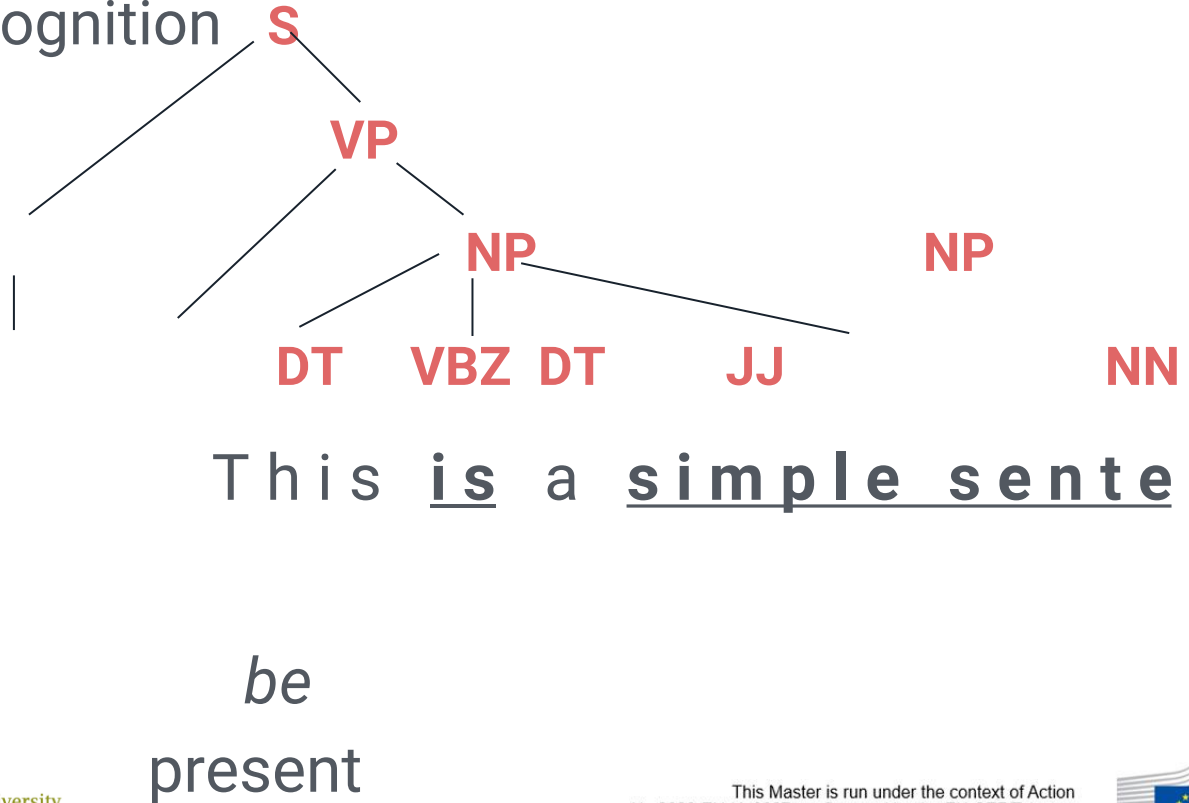 ognition S
VP
NP NP
DT VBZ DT JJ NN
This is a simple sente
be
present
versity
This Master is run under the context of Action